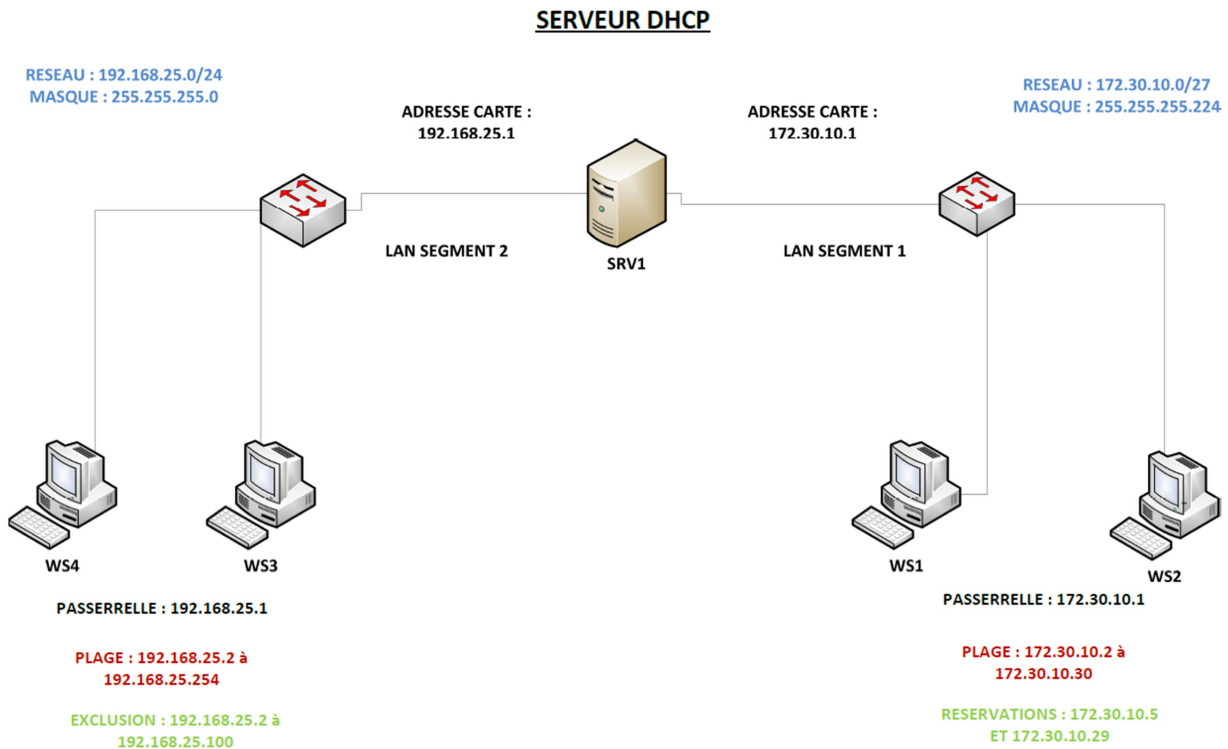 SERVEUR DHCP
RESEAU : 192.168.25.0/24
MASQUE : 255.255.255.0
ADRESSE CARTE :
192.168.25.1
ADRESSE CARTE :
172.30.10.1
RESEAU : 172.30.10.0/27
MASQUE : 255.255.255.224
LAN SEGMENT 2
SRV1
LAN SEGMENT 1
WS4
WS3
WS1
WS2
PASSERRELLE : 192.168.25.1
PLAGE : 192.168.25.2 à
192.168.25.254
EXCLUSION : 192.168.25.2 à
192.168.25.100
PASSERRELLE : 172.30.10.1
PLAGE : 172.30.10.2 à
172.30.10.30
RESERVATIONS : 172.30.10.5
ET 172.30.10.29